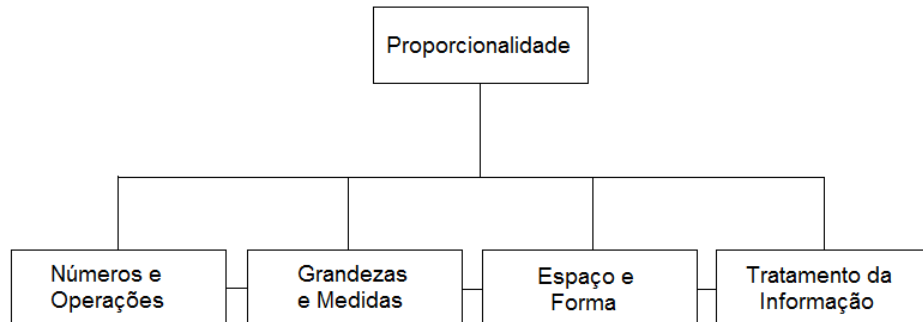 Proporcionalidade
Números e
Operações
Grandezas
e Medidas
Espaço e
Forma
Tratamento da
Informação